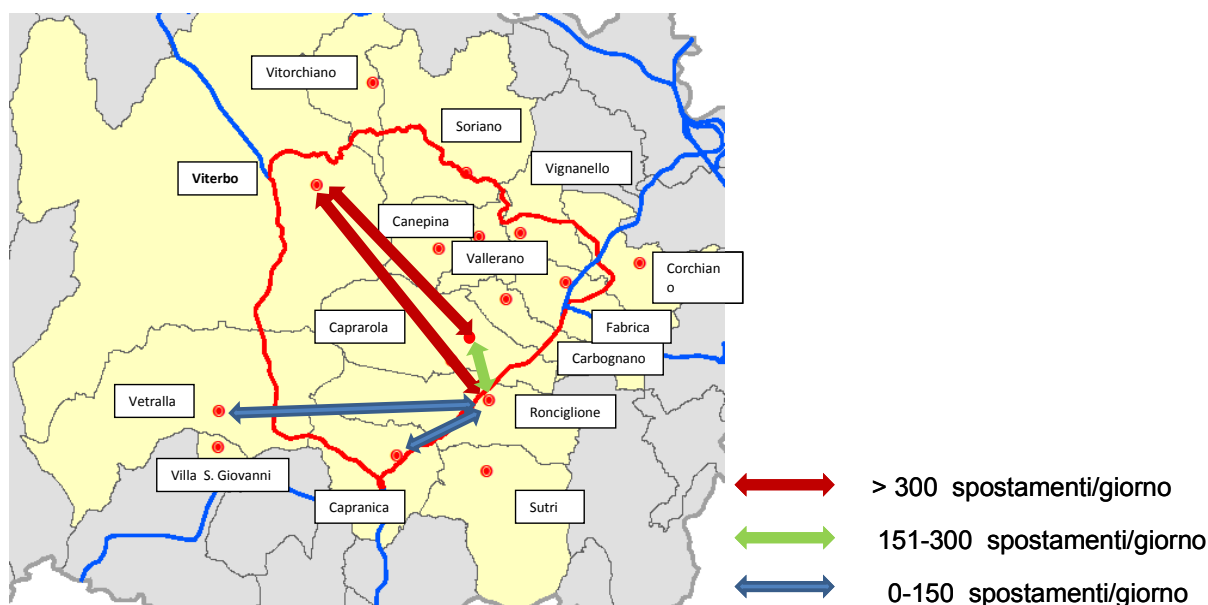 Vitorchiano
Soriano
Viterbo
Vignanello
Canepina
Vallerano
Corchian
o
Caprarola
Fabrica
Carbognano
Vetralla
Ronciglione
Villa S. Giovanni
Capranica
Sutri
> 300 spostamenti/giorno
151-300 spostamenti/giorno
0-150 spostamenti/giorno